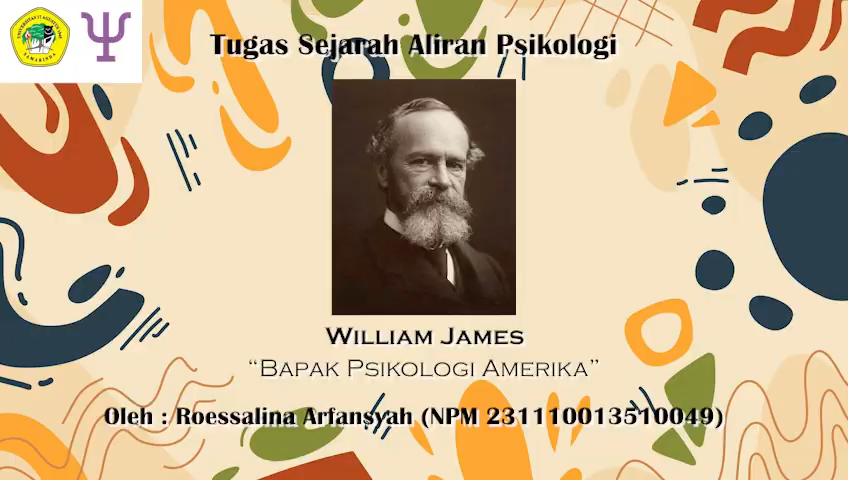 Tugas Sejarah Aliran Psikologi
WILLIAM JAMES
“BAPAK PSIKOLOGI AMERIKA”
Oleh : Roessalina Arfansyah (NPM 231110013510049)